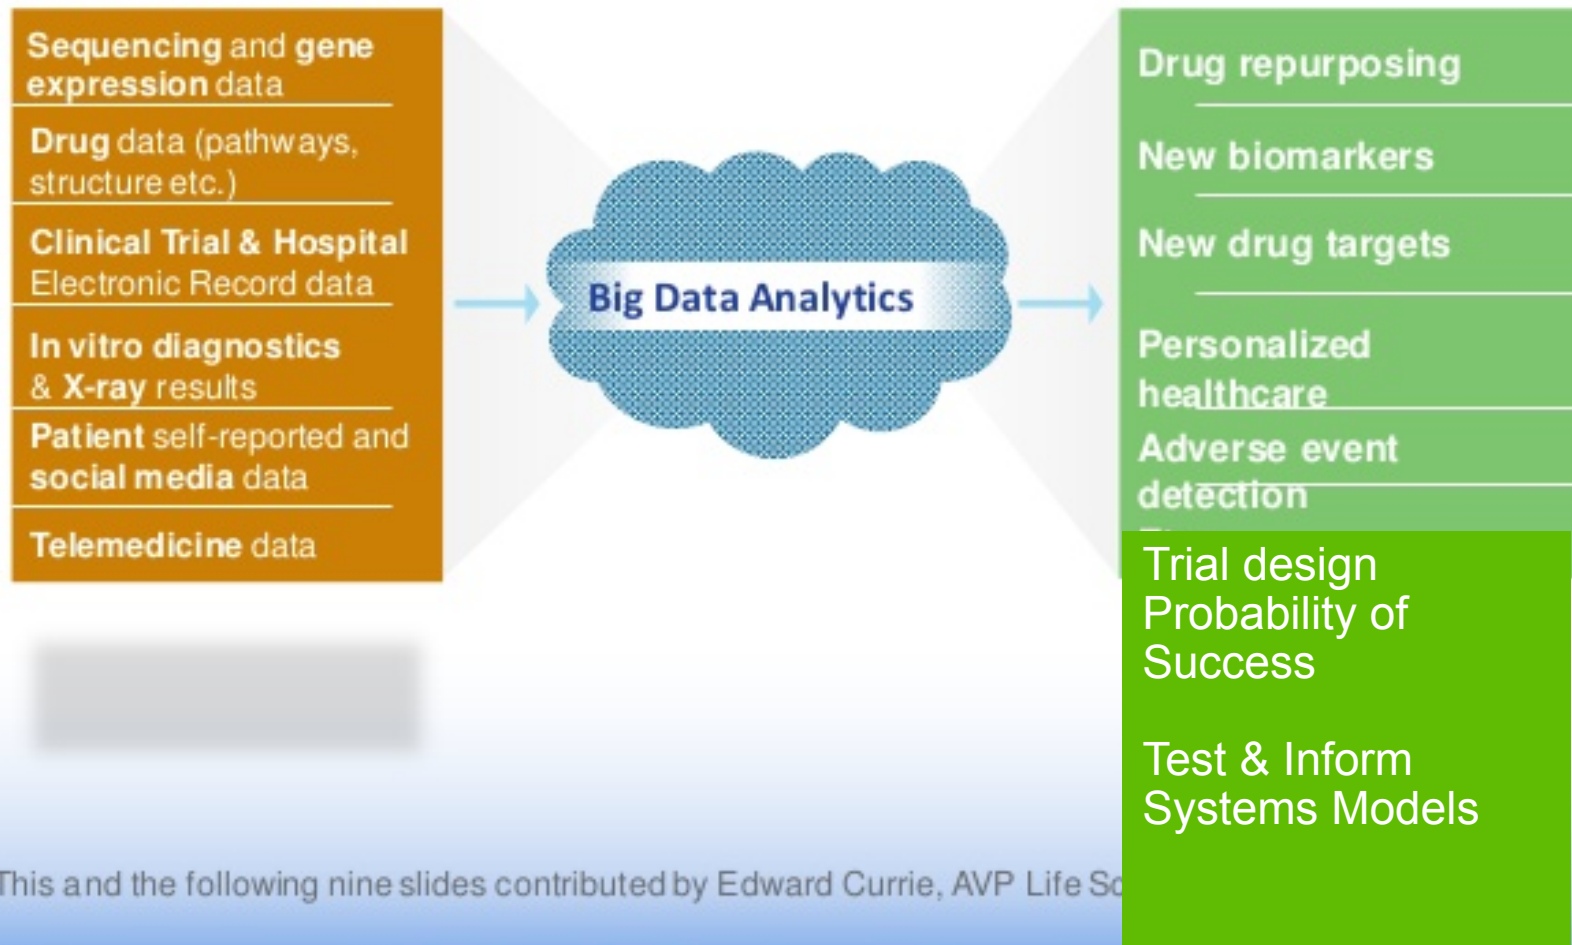 Sequencing and gene
expression data
Drug data (pathways,
structure etc.)
Clinical Trial & Hospital
Electronic Record data
In vitro diagnostics
& X-ray results
Patient self-reported and
social media data
Telemedicine data
Big Data Analytics
Drug repurposing
New biomarkers
New drug targets
Personalized
healthcare
Adverse event
detection
Trial design
Probability of
Success
Test & Inform
Systems Models
This and the following nine slides contributed by Edward Currie, AVP Life